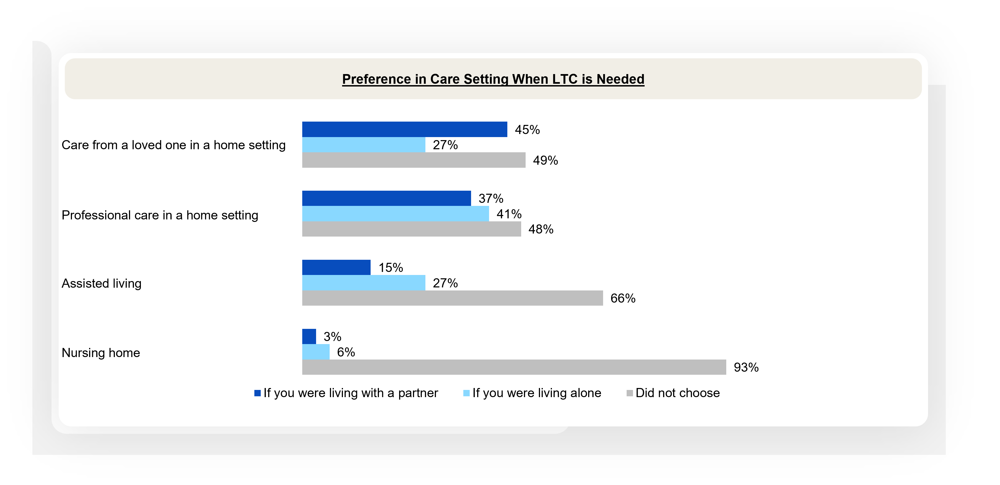 Preference in Care Setting When LTC is Needed
Care from a loved one in a home setting
45%
27%
49%
Professional care in a home setting
37%
41%
48%
Assisted living
15%
27%
66%
Nursing home
3%
6%
93%
If you were living with a partner
If you were living alone
Did not choose